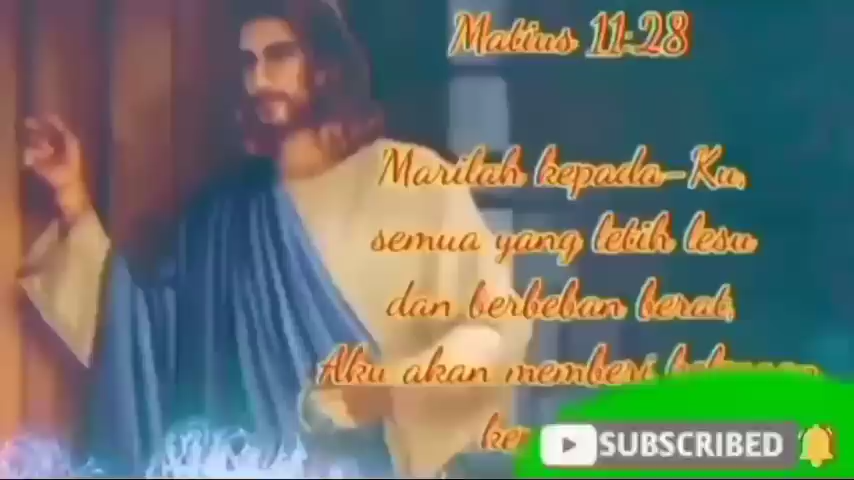 Matius 11:28
Marilah kepada-Ku,
semua yang letih lesu
dan berbeban berat,
Aku akan memberi
SUBSCRIBED